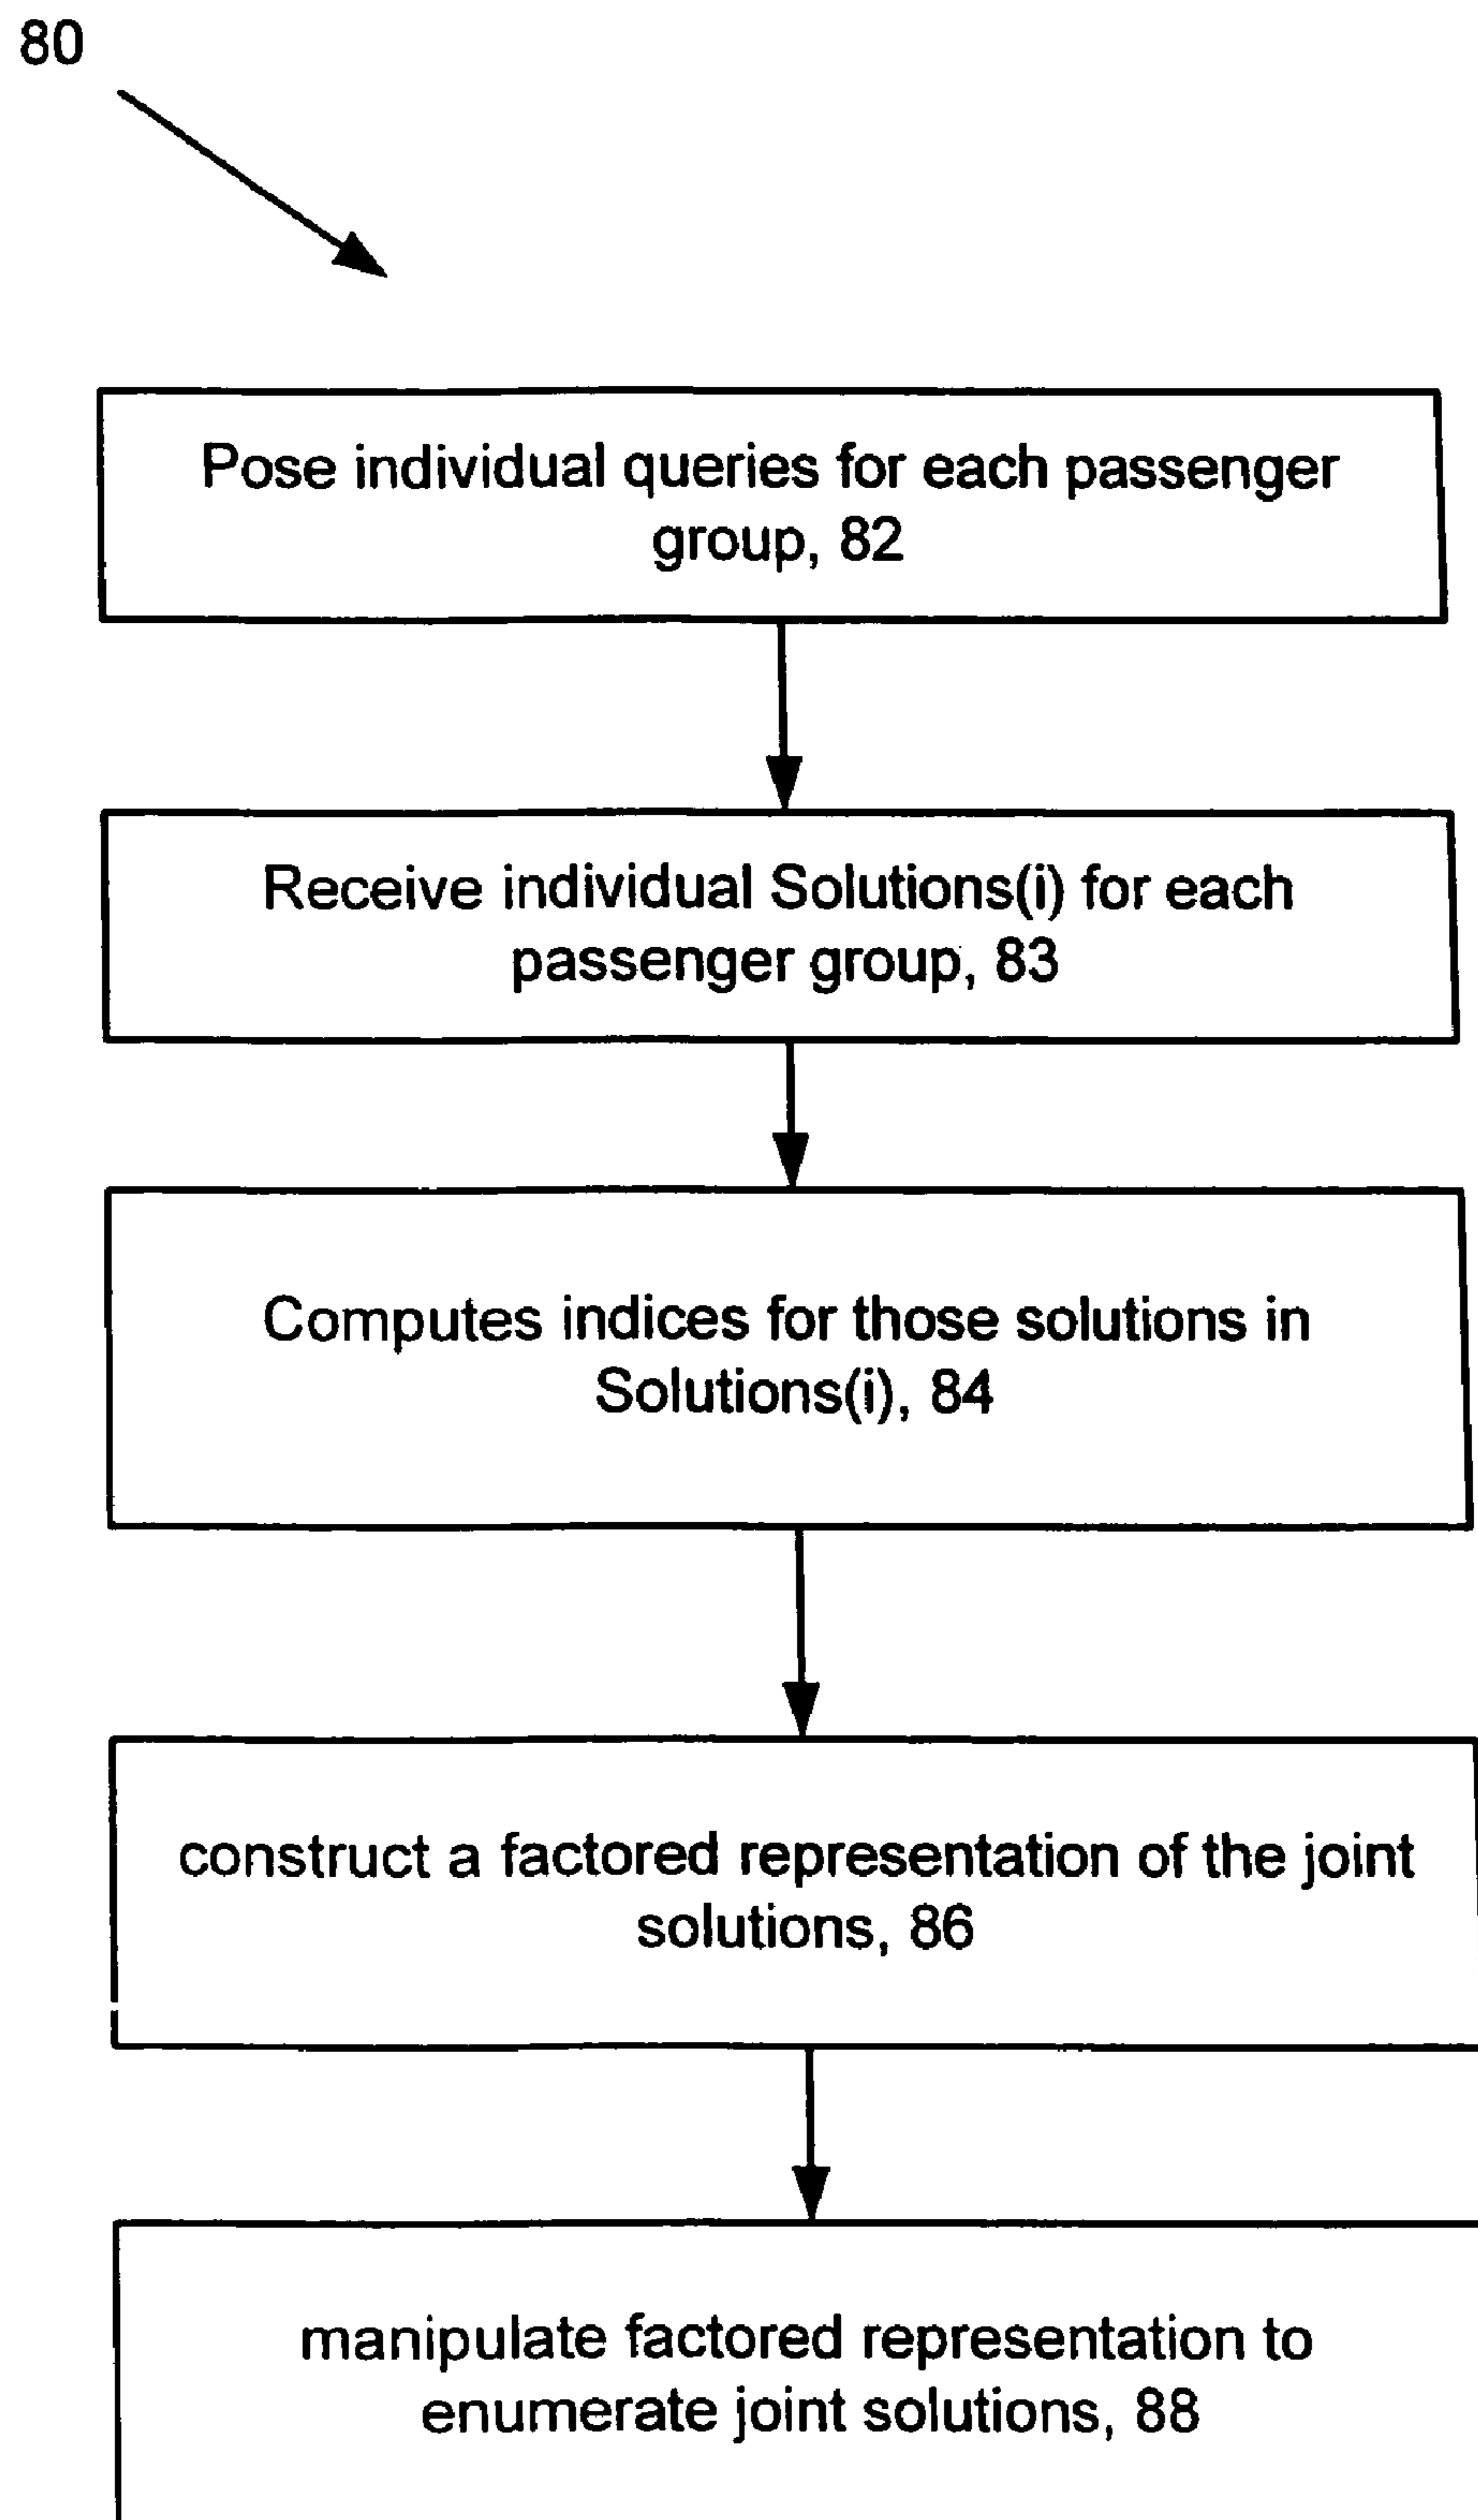 80
Pose individual queries for each passenger
group, 82
Receive individual Solutions(i) for each
passenger group, 83
Computes indices for those solutions in
Solutions(i), 84
construct a factored representation of the joint
solutions, 86
manipulate factored representation to
enumerate joint solutions, 88